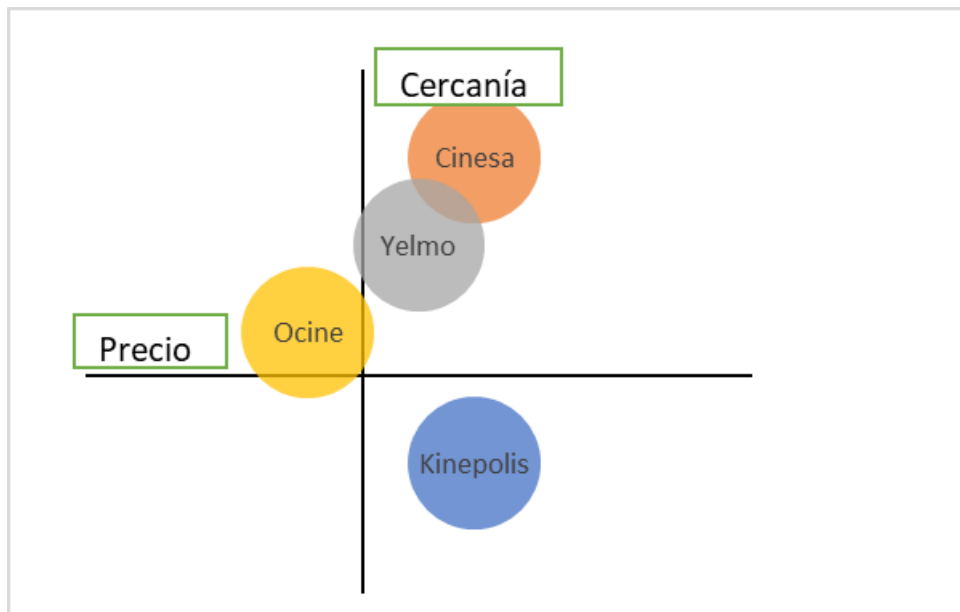 Cercanía
Cinesa
Yelmo
Ocine
Precio
Kinepolis